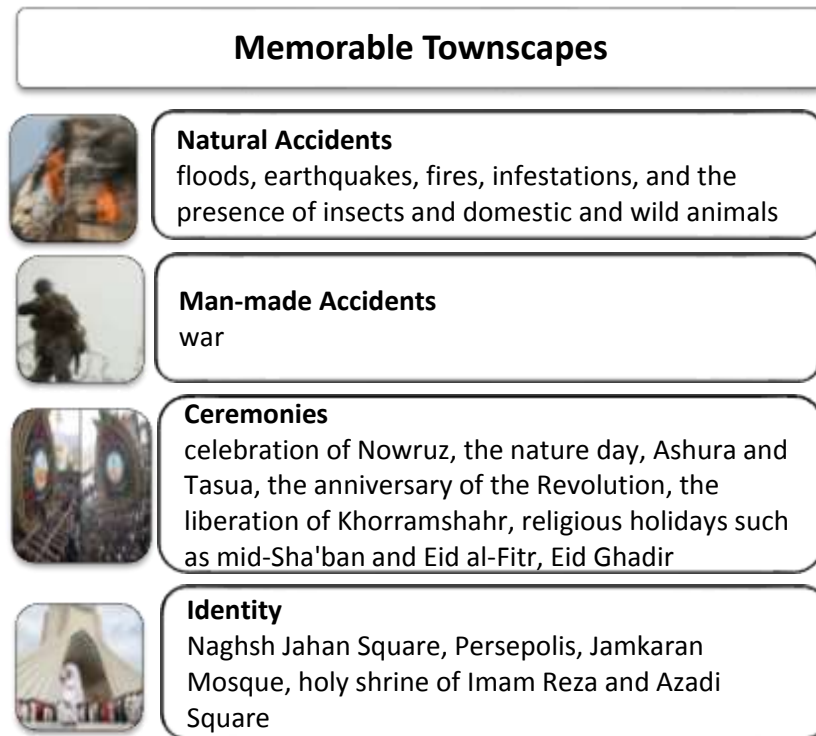 Memorable Townscapes
Natural Accidents
floods, earthquakes, fires, infestations, and the
presence of insects and domestic and wild animals
Man-made Accidents
war
Ceremonies
celebration of Nowruz, the nature day, Ashura and
Tasua, the anniversary of the Revolution, the
liberation of Khorramshahr, religious holidays such
as mid-Sha'ban and Eid al-Fitr, Eid Ghadir
Identity
Naghsh Jahan Square, Persepolis, Jamkaran
Mosque, holy shrine of Imam Reza and Azadi
Square